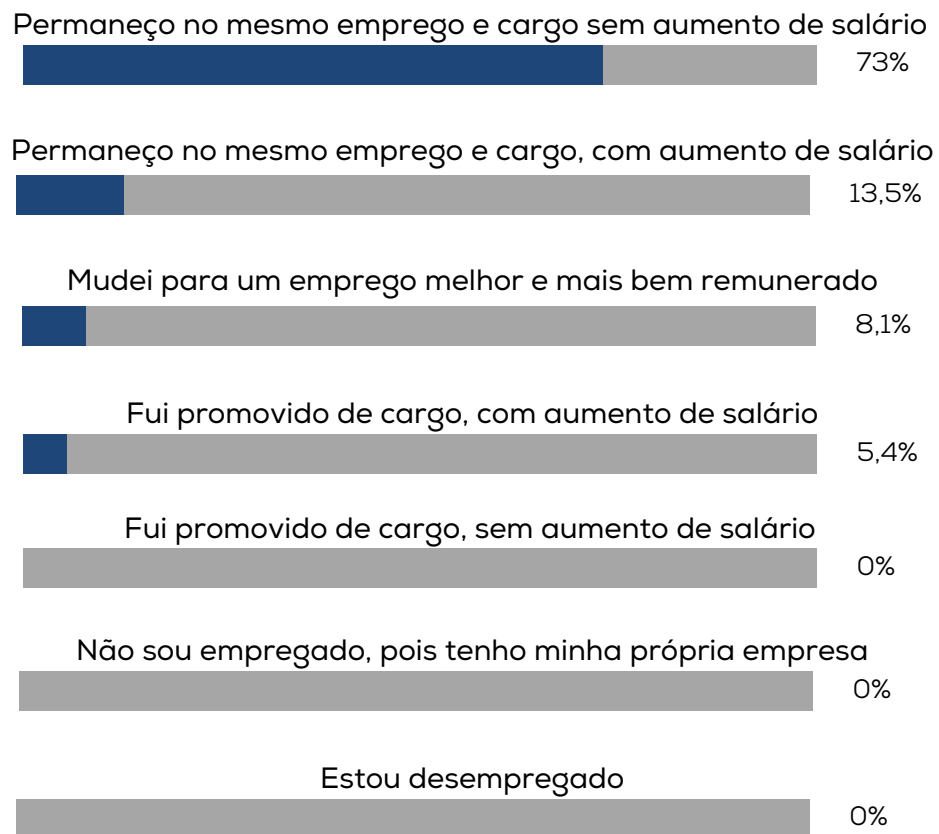 Permaneço no mesmo emprego e cargo sem aumento de salário
73%
Permaneço no mesmo emprego e cargo, com aumento de salário
13,5%
Mudei para um emprego melhor e mais bem remunerado
8,1%
Fui promovido de cargo, com aumento de salário
5,4%
Fui promovido de cargo, sem aumento de salário
0%
Não sou empregado, pois tenho minha própria empresa
0%
Estou desempregado
0%